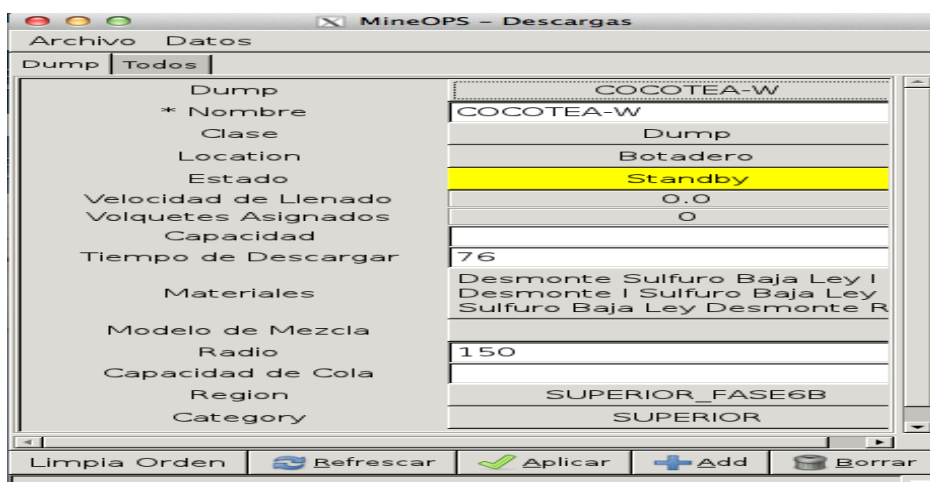 MineOPS - Descargas
Archivo Datos
Dump Todos
Dump COCOTEA-W
* Nombre COCOTEA-W
Clase Dump
Location Botadero
Estado Standby
Velocidad de Llenado 0.0
Volquetes Asignados 0
Capacidad
Tiempo de Descargar 76
Desmonte Sulfuro Baja Ley I
Materiales Desmonte I Sulfuro Baja Ley
Sulfuro Baja Ley Desmonte R
Modelo de Mezcla
Radio 150
Capacidad de Cola
Region SUPERIOR_FASE6B
Category SUPERIOR
Limpia Orden Refrescar Aplicar Add Borrar